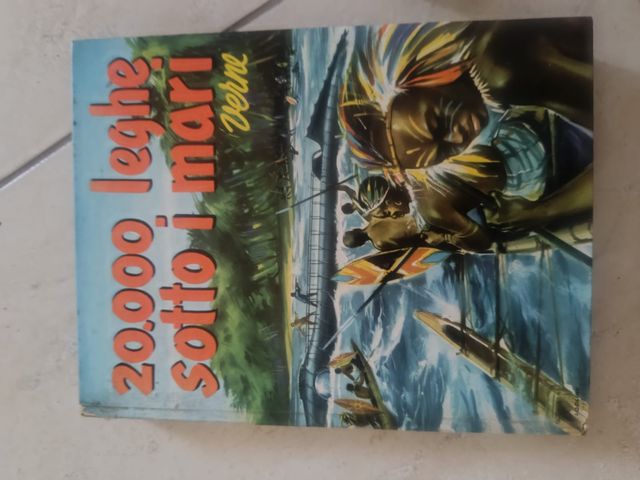 20.000 leghe
sotto i mari
verne